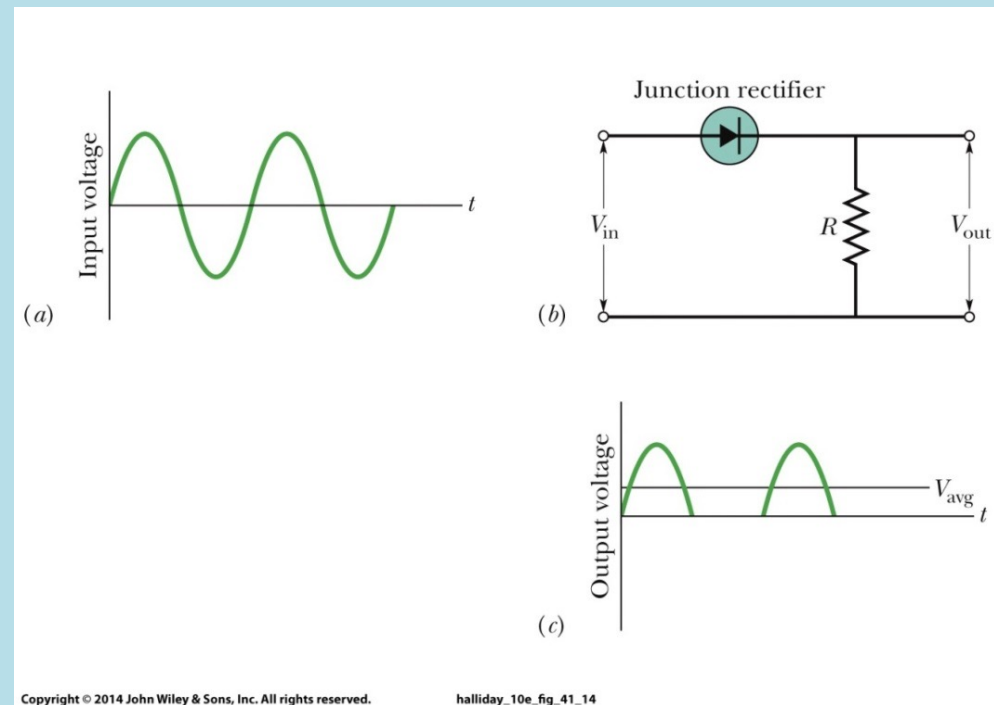 Input voltage
t
(a)
Junction rectifier
V_in
R
V_out
(b)
Output voltage
V_avg
t
(c)
Copyright © 2014 John Wiley & Sons, Inc. All rights reserved.
halliday_10e_fig_41_14